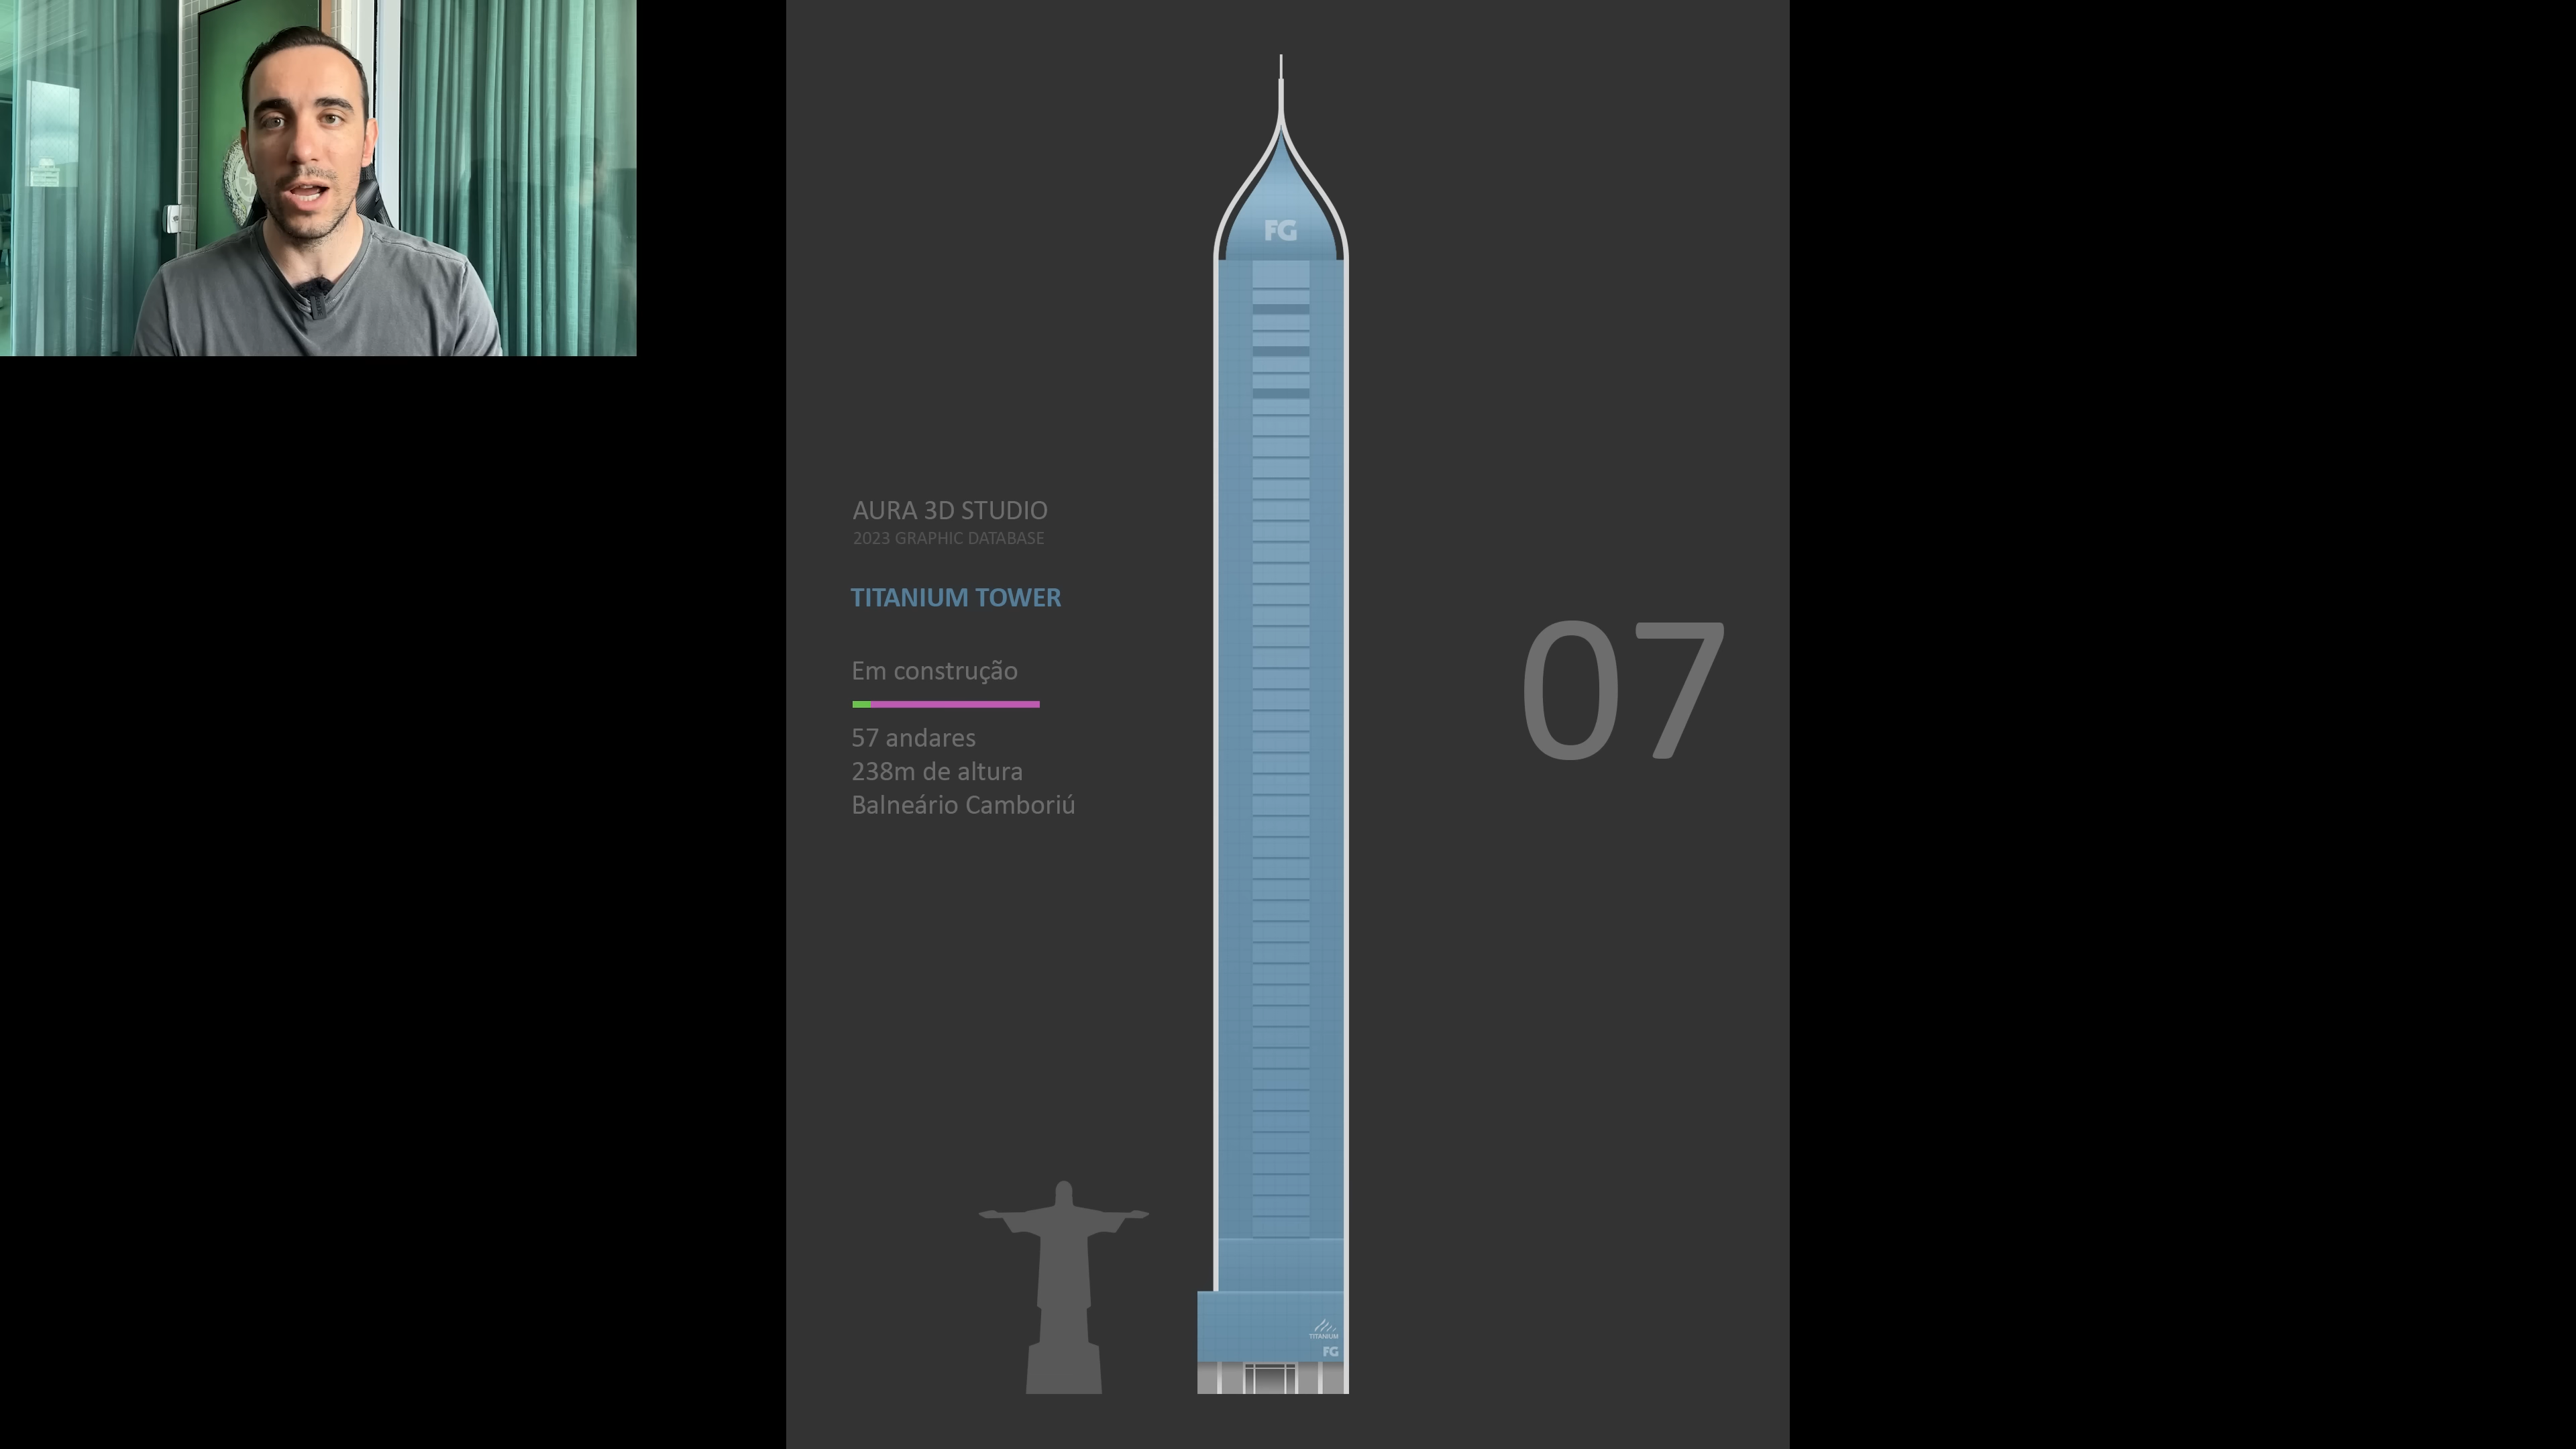 FG
AURA 3D STUDIO
2023 GRAPHIC DATABASE
TITANIUM TOWER
Em construção
57 andares
238m de altura
Balneário Camboriú
07
TITANIUM
FG